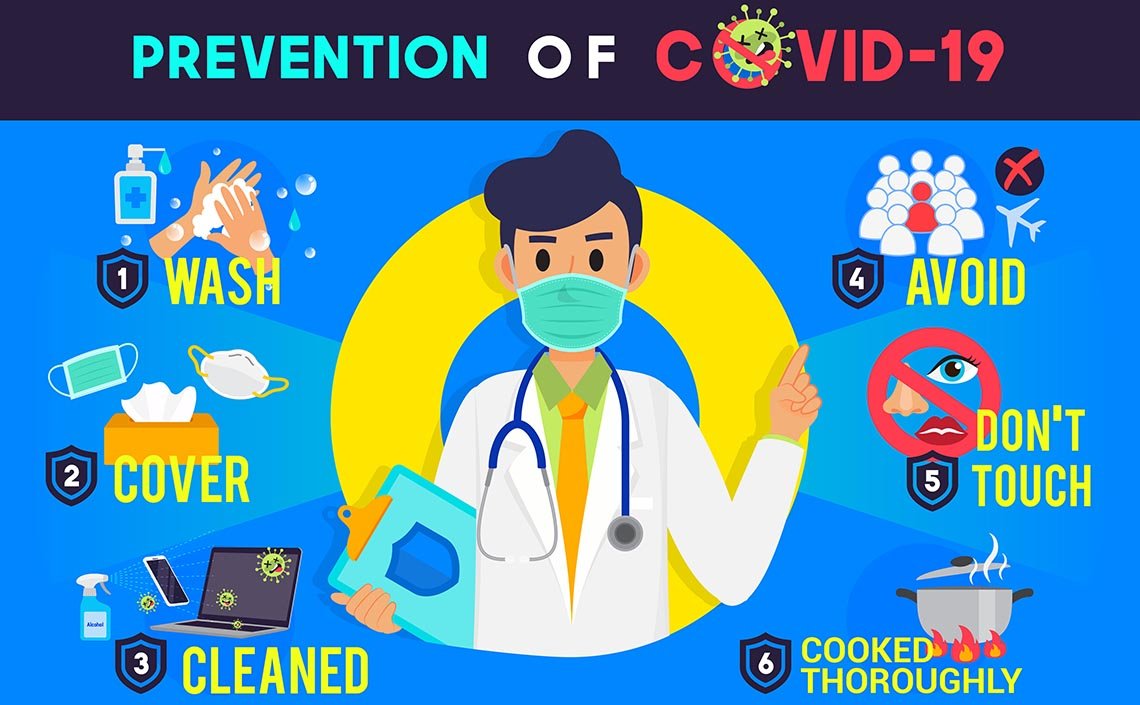 PREVENTION OF COVID-19
1 WASH
2 COVER
Alcohol
3 CLEANED
4 AVOID
5 DON'T
TOUCH
6 COOKED
THOROUGHLY